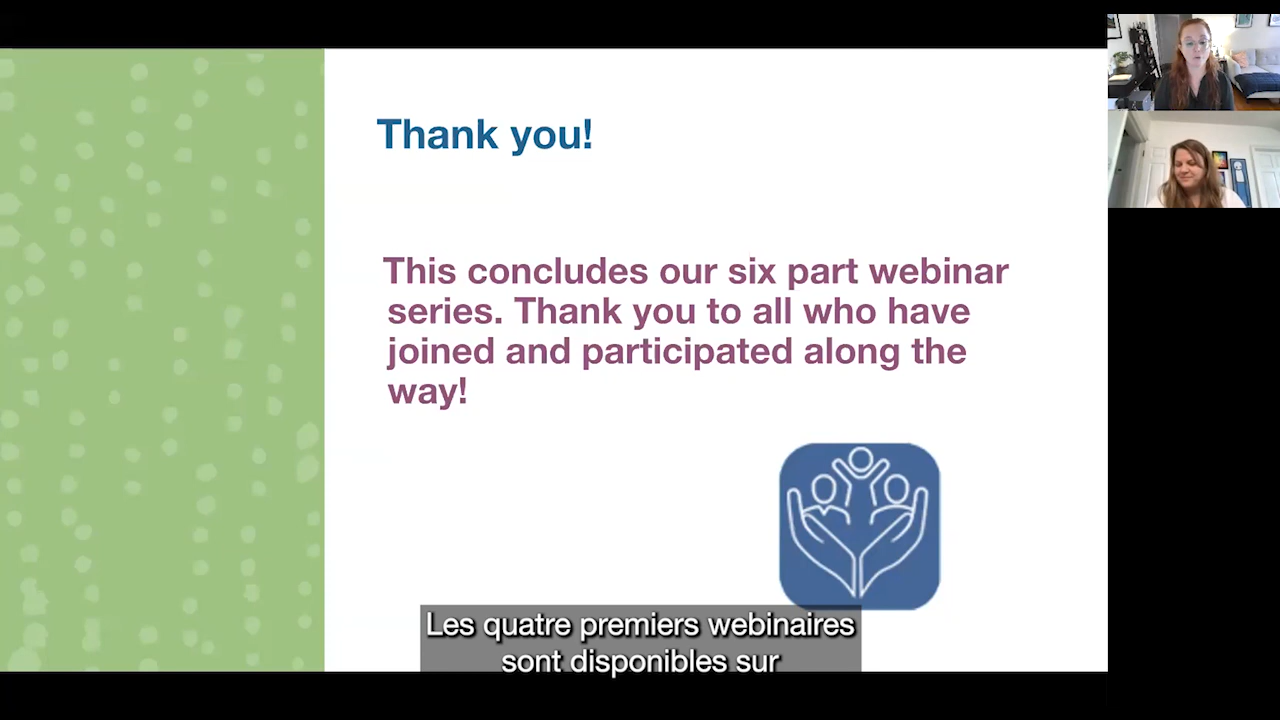 Thank you!
This concludes our six part webinar
series. Thank you to all who have
joined and participated along the
way!
Les quatre premiers webinaires
sont disponibles sur